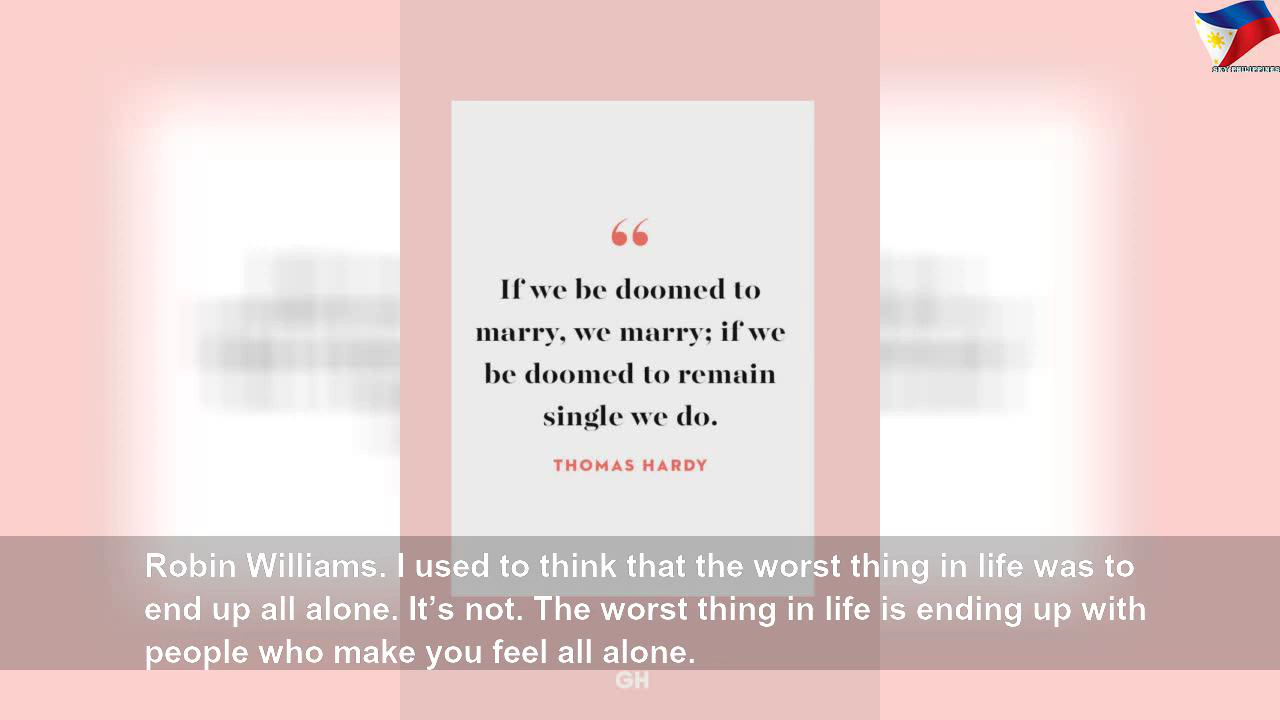 SKY PHILIPPINES
“
If we be doomed to
marry, we marry; if we
be doomed to remain
single we do.
THOMAS HARDY
Robin Williams. I used to think that the worst thing in life was to
end up all alone. It’s not. The worst thing in life is ending up with
people who make you feel all alone.
GH